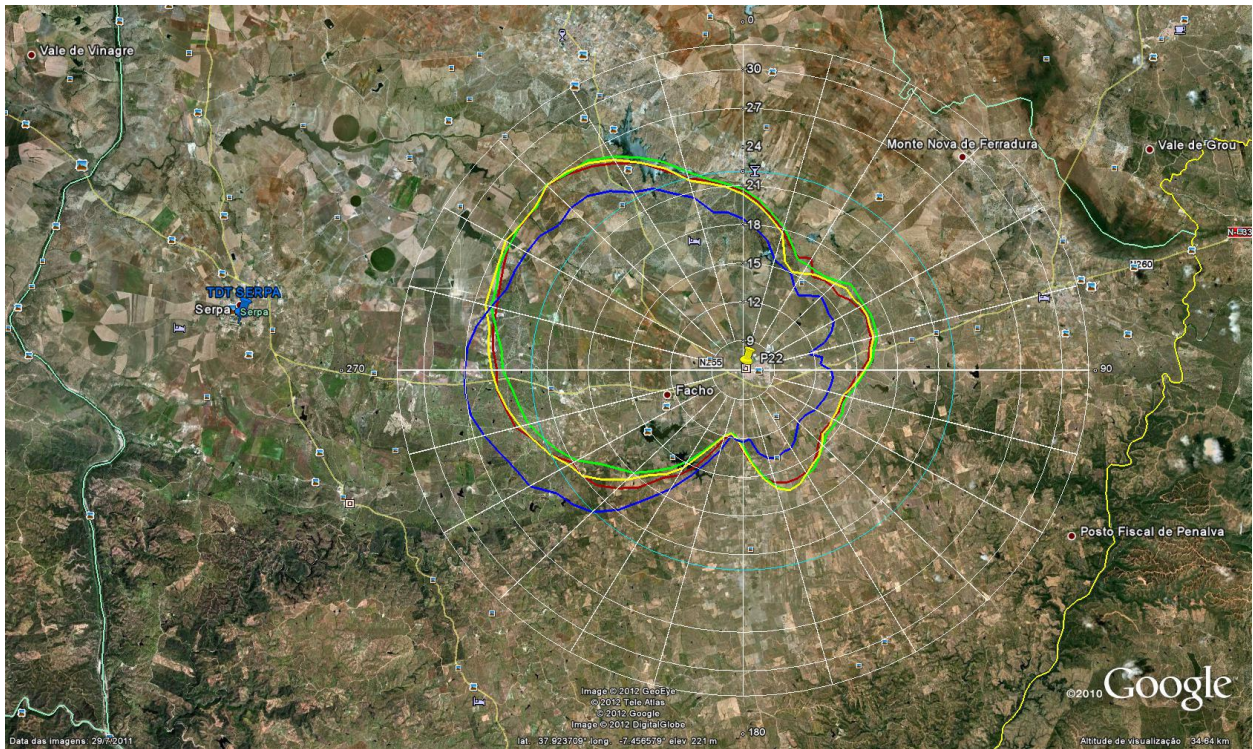 0
Vale de Vinagre
30
27
Monte Nova de Ferradura
Vale de Grou
24
21
18
N260
15
TDT SERPA
Serpa
Serpa
12
9
P22
270
90
Facho
Posto Fiscal de Penalva
Image © 2012 GeoEye
© 2012 Tele Atlas
© 2012 Google
Image © 2012 DigitalGlobe
©2010 Google
Data das imagens: 29/7/2011
lat. 37.923709° long. -7.456579° elev 221 m
180
Altitude de visualização 34.64 km